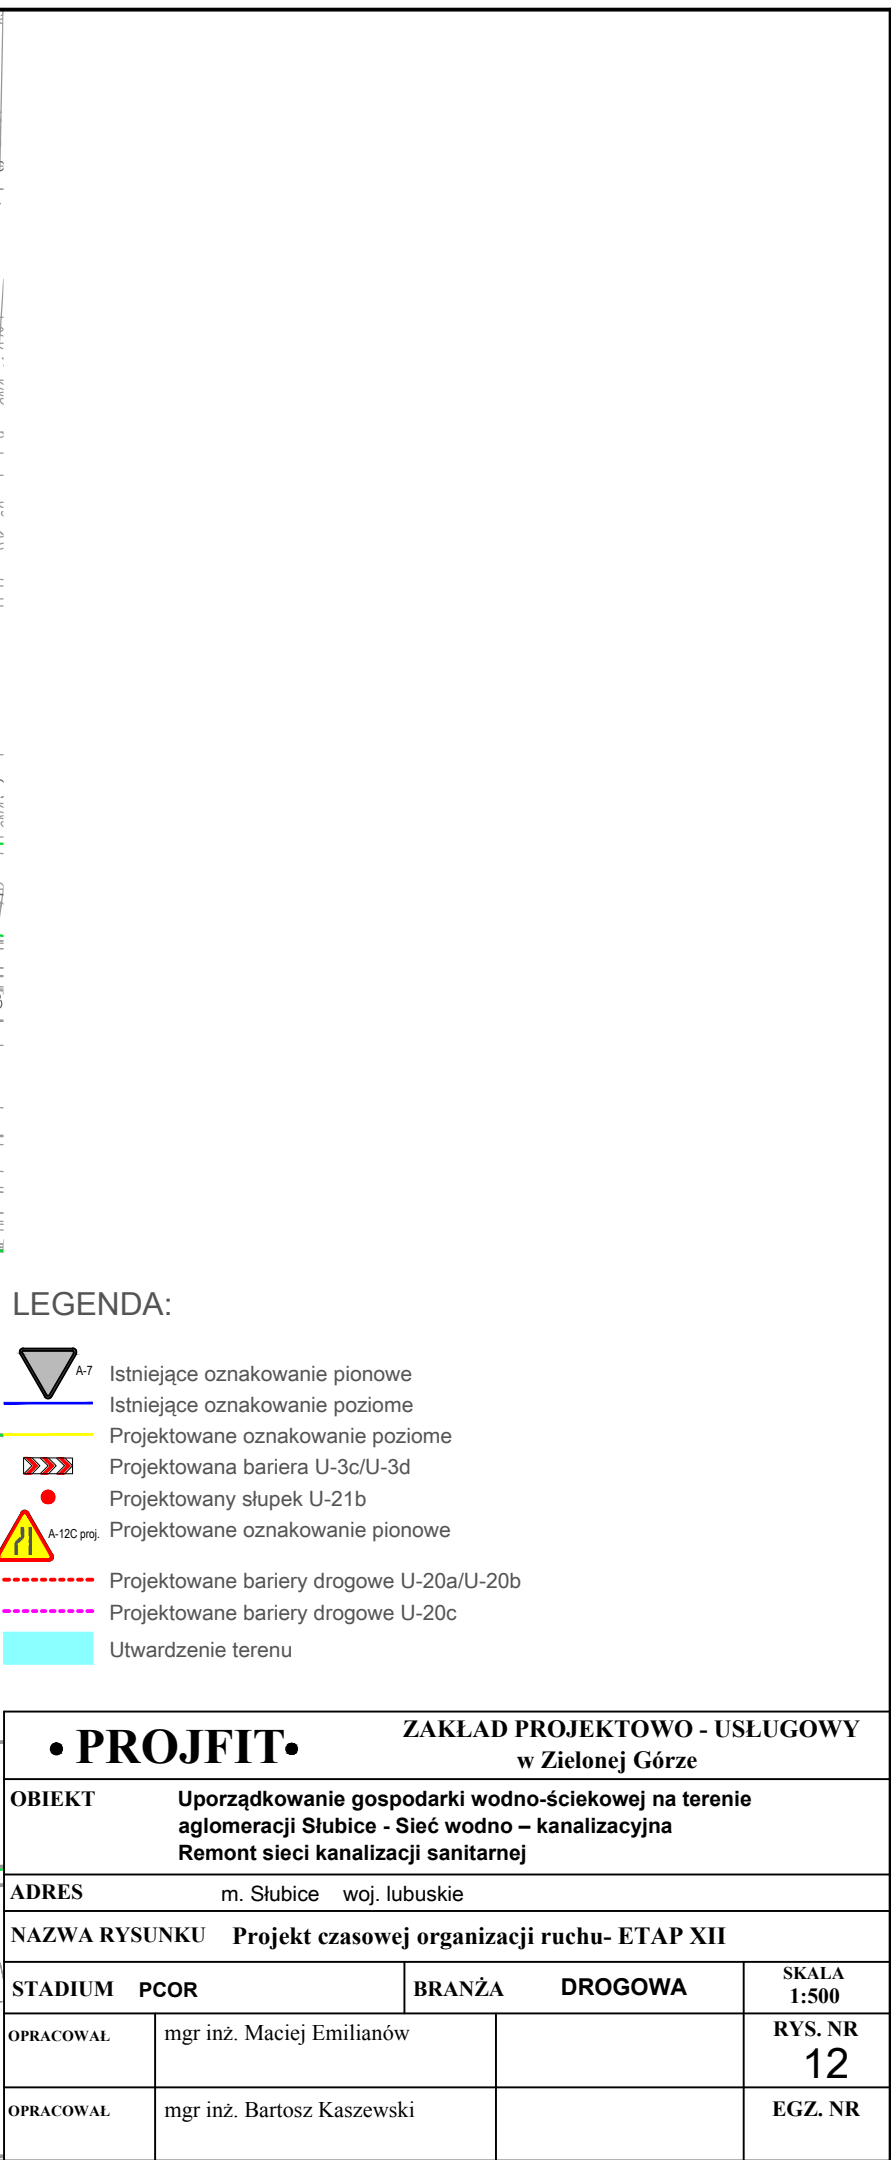 LEGENDA:
A-7
Istniejące oznakowanie pionowe
Istniejące oznakowanie poziome
Projektowane oznakowanie poziome
Projektowana bariera U-3c/U-3d
Projektowany słupek U-21b
A-12C proj.
Projektowane oznakowanie pionowe
Projektowane bariery drogowe U-20a/U-20b
Projektowane bariery drogowe U-20c
Utwardzenie terenu
• PROJFIT•
ZAKŁAD PROJEKTOWO - USŁUGOWY
w Zielonej Górze
OBIEKT
Uporządkowanie gospodarki wodno-ściekowej na terenie
aglomeracji Słubice - Sieć wodno – kanalizacyjna
Remont sieci kanalizacji sanitarnej
ADRES
m. Słubice woj. lubuskie
NAZWA RYSUNKU Projekt czasowej organizacji ruchu- ETAP XII
STADIUM PCOR
BRANŻA DROGOWA
SKALA
1:500
OPRACOWAŁ
mgr inż. Maciej Emilianów
RYS. NR
12
OPRACOWAŁ
mgr inż. Bartosz Kaszewski
EGZ. NR